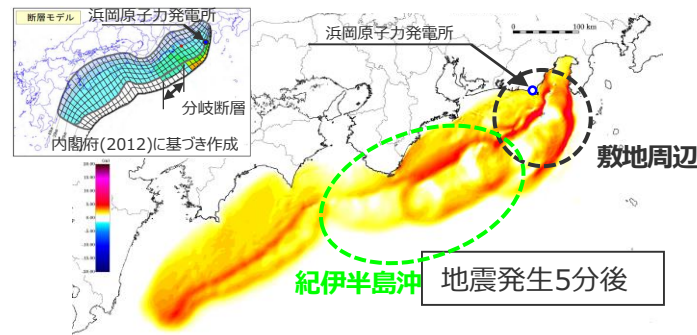 断層モデル
浜岡原子力発電所
分岐断層
内閣府(2012)に基づき作成
浜岡原子力発電所
0 100 km
敷地周辺
紀伊半島沖
地震発生5分後